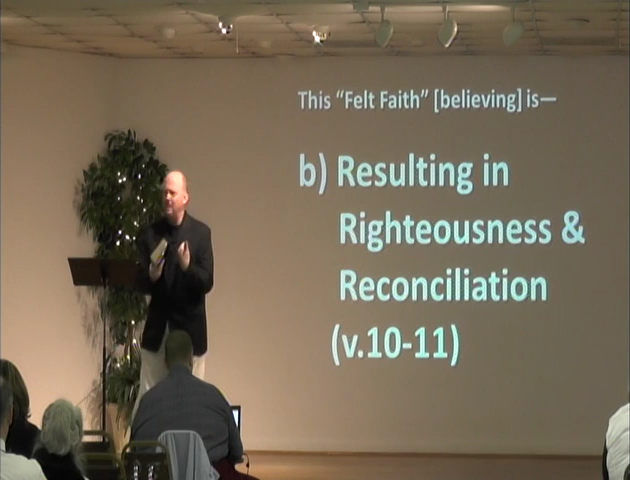 This “Felt Faith” [believing] is—
b) Resulting in
Righteousness &
Reconciliation
(v.10-11)